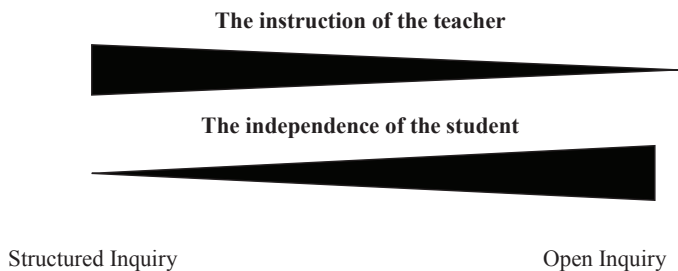 The instruction of the teacher
The independence of the student
Structured Inquiry Open Inquiry